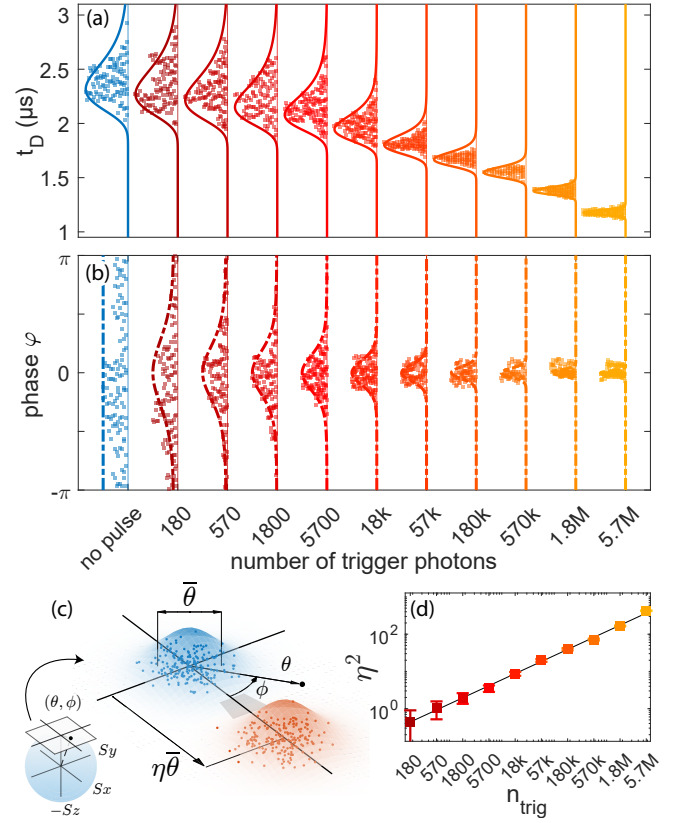 (a)
3
2.5
2
1.5
1
t_D (μs)
(b)
π
0
-π
phase φ
no pulse
180
570
1800
5700
18k
57k
180k
570k
1.8M
5.7M
number of trigger photons
(c)
θ̅
θ
ϕ
(θ, ϕ)
Sy
Sx
−Sz
ηθ̅
(d)
10²
10⁰
η²
180
570
1800
5700
18k
57k
180k
570k
1.8M
5.7M
n_trig